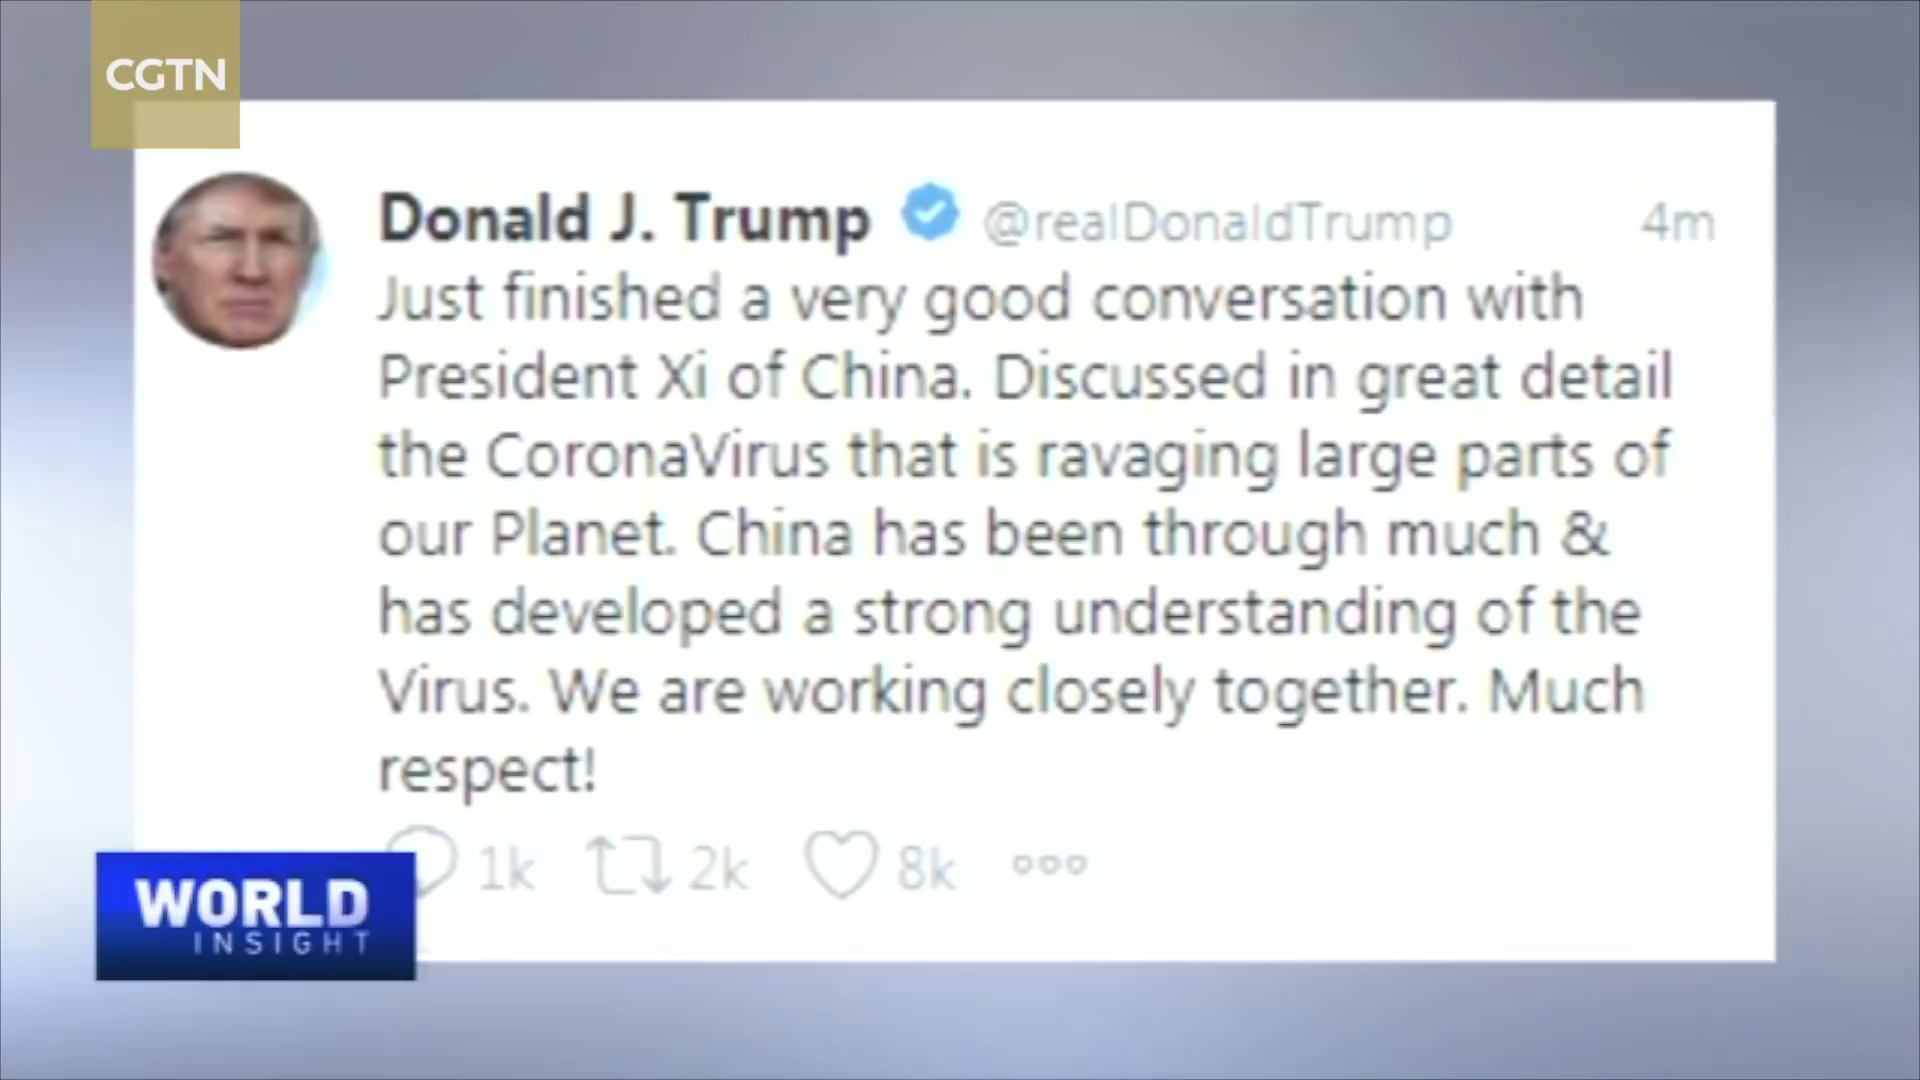 CGTN
Donald J. Trump @realDonaldTrump 4m
Just finished a very good conversation with
President Xi of China. Discussed in great detail
the CoronaVirus that is ravaging large parts of
our Planet. China has been through much &
has developed a strong understanding of the
Virus. We are working closely together. Much
respect!
1k 2k 8k
WORLD
INSIGHT